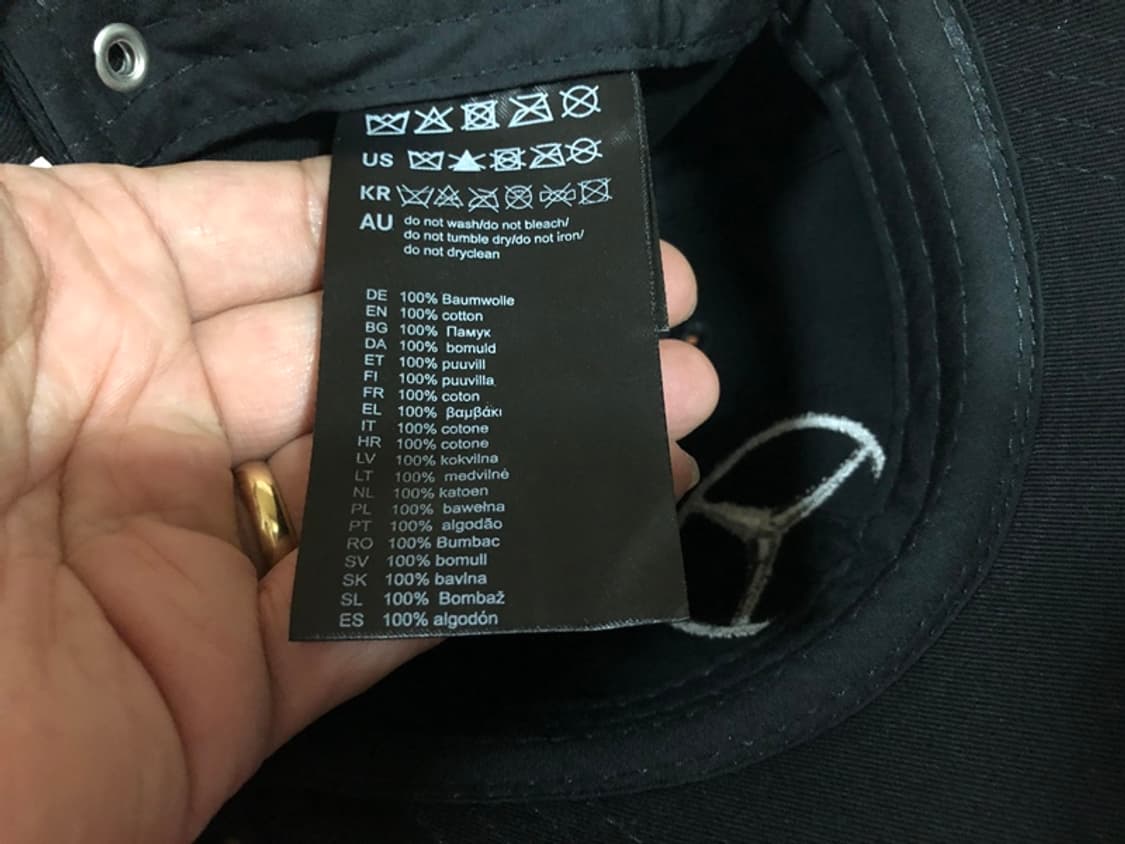 US
KR
AU do not wash/do not bleach/
do not tumble dry/do not iron/
do not dryclean
DE 100% Baumwolle
EN 100% cotton
BG 100% Памук
DA 100% bomuld
ET 100% puuvill
FI 100% puuvilla
FR 100% coton
EL 100% βαμβάκι
IT 100% cotone
HR 100% cotone
LV 100% kokvilna
LT 100% medvilnė
NL 100% katoen
PL 100% bawełna
PT 100% algodão
RO 100% Bumbac
SV 100% bomull
SK 100% bavlna
SL 100% Bombaž
ES 100% algodón